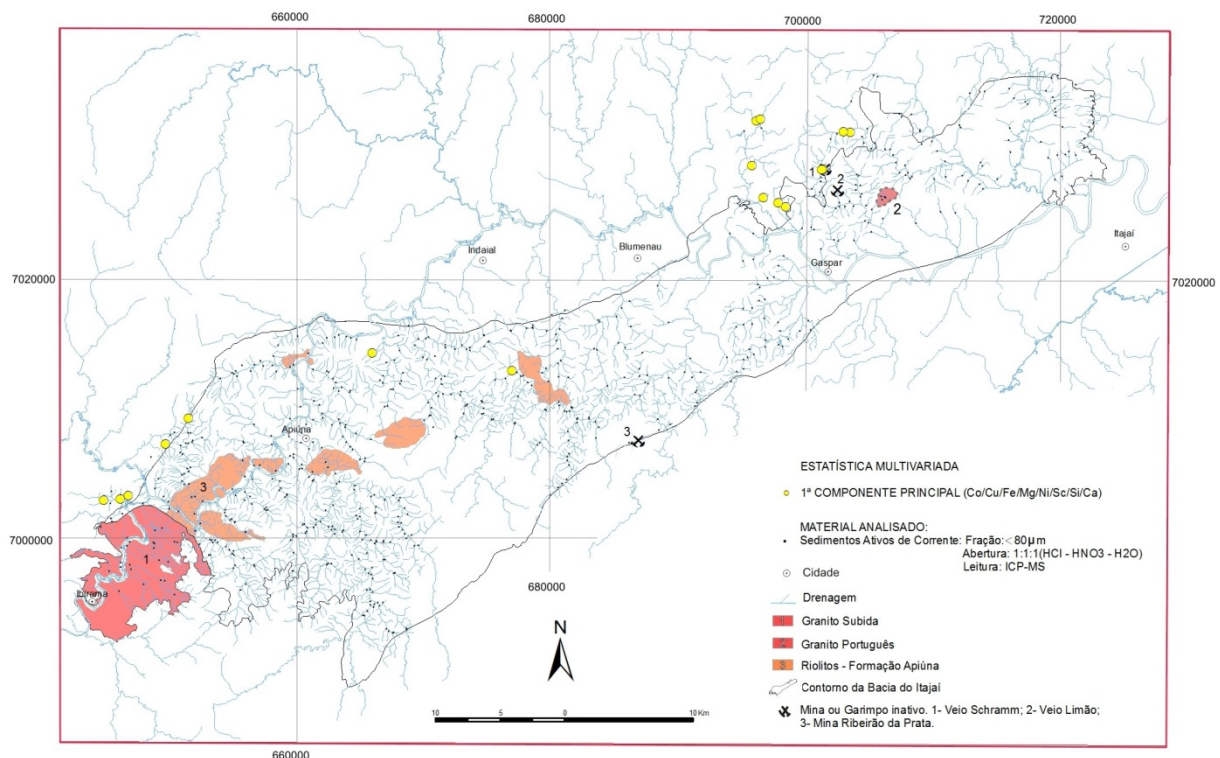 660000
680000
700000
720000
1
2
2
Itajaí
Indaial
Blumenau
Gaspar
7020000
7020000
Apiúna
3
3
7000000
1
Ibirama
680000
660000
ESTATÍSTICA MULTIVARIADA
1ª COMPONENTE PRINCIPAL (Co/Cu/Fe/Mg/Ni/Sc/Si/Ca)
MATERIAL ANALISADO:
Sedimentos Ativos de Corrente: Fração:<80µm
Abertura: 1:1:1(HCl - HNO3 - H2O)
Leitura: ICP-MS
Cidade
Drenagem
1 Granito Subida
2 Granito Português
3 Riolitos - Formação Apiúna
Contorno da Bacia do Itajaí
Mina ou Garimpo inativo. 1- Veio Schramm; 2- Veio Limão;
3- Mina Ribeirão da Prata.
N
10 5 0 10 Km